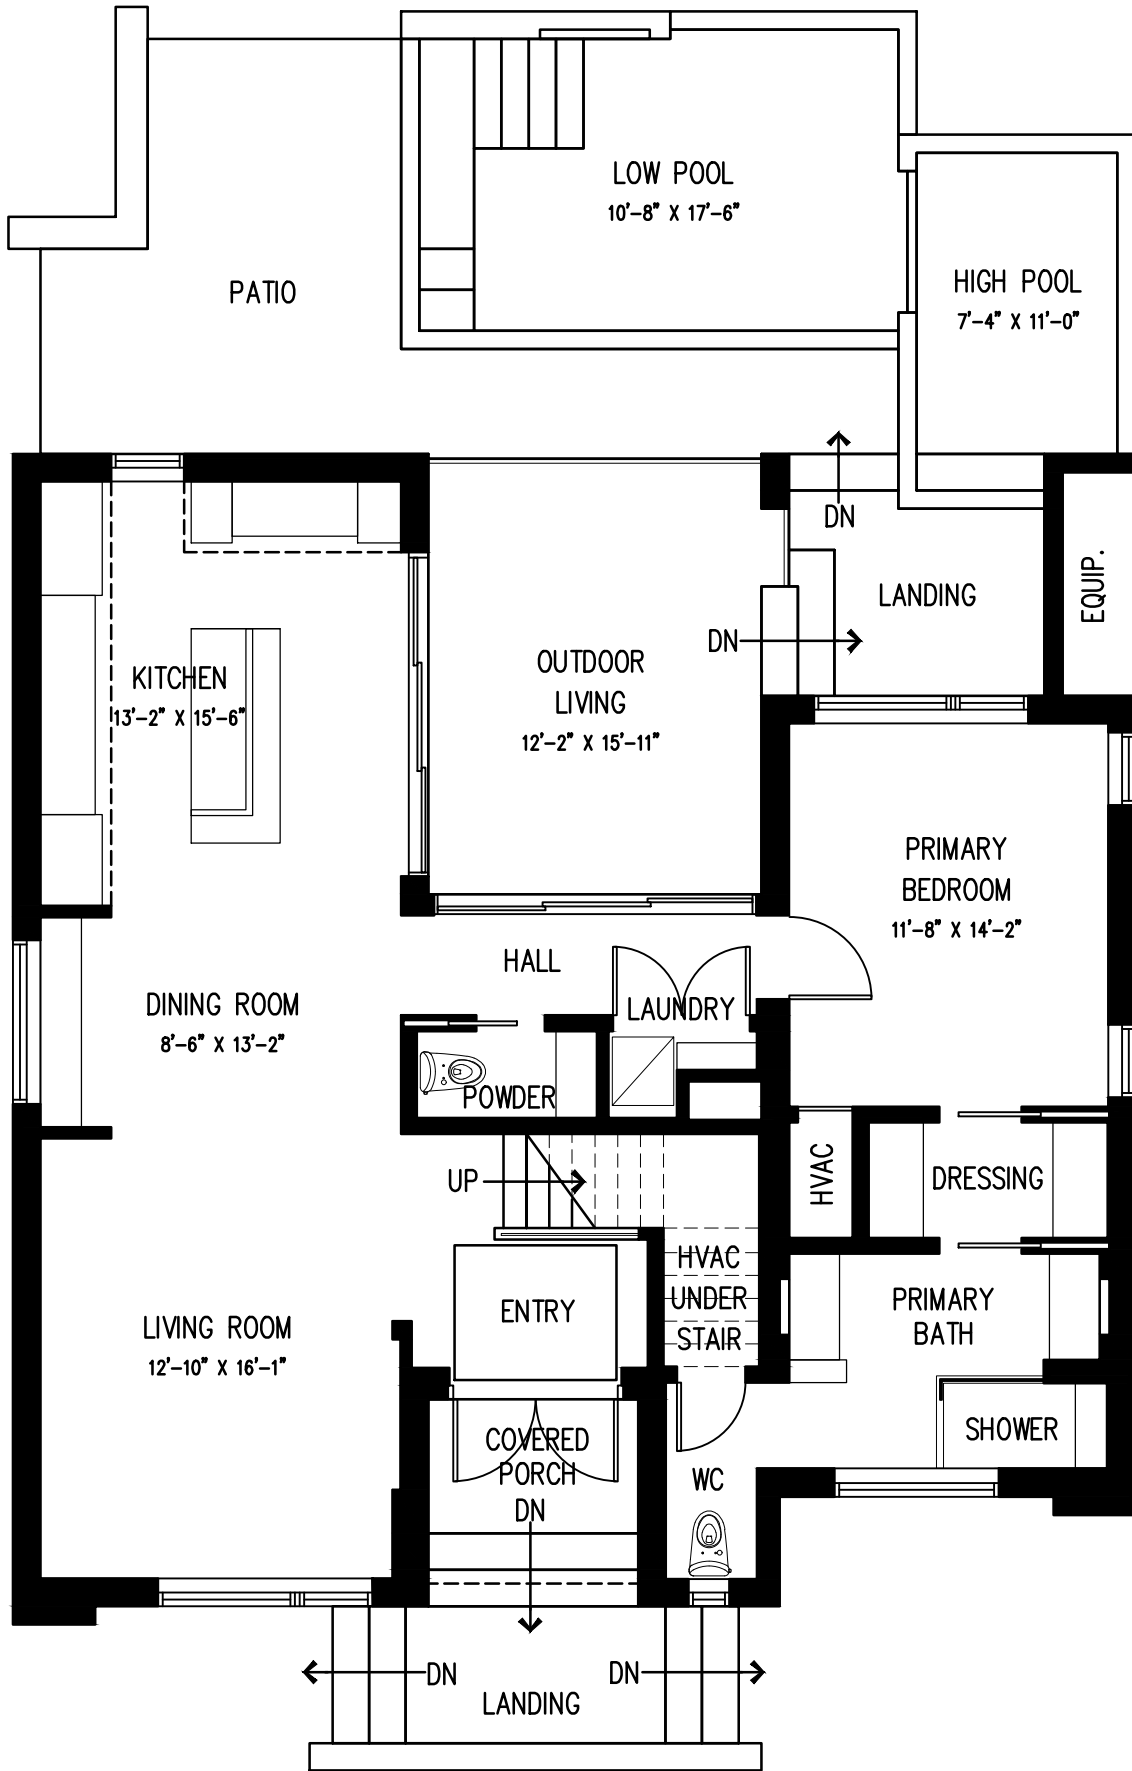 LOW POOL
10'-8" X 17'-6"
HIGH POOL
7'-4" X 11'-0"
PATIO
DN
LANDING
EQUIP.
DN
OUTDOOR
LIVING
12'-2" X 15'-11"
KITCHEN
13'-2" X 15'-6"
PRIMARY
BEDROOM
11'-8" X 14'-2"
HALL
LAUNDRY
DINING ROOM
8'-6" X 13'-2"
POWDER
UP
HVAC
DRESSING
HVAC
UNDER
STAIR
ENTRY
PRIMARY
BATH
LIVING ROOM
12'-10" X 16'-1"
SHOWER
COVERED
PORCH
DN
WC
DN
DN
LANDING